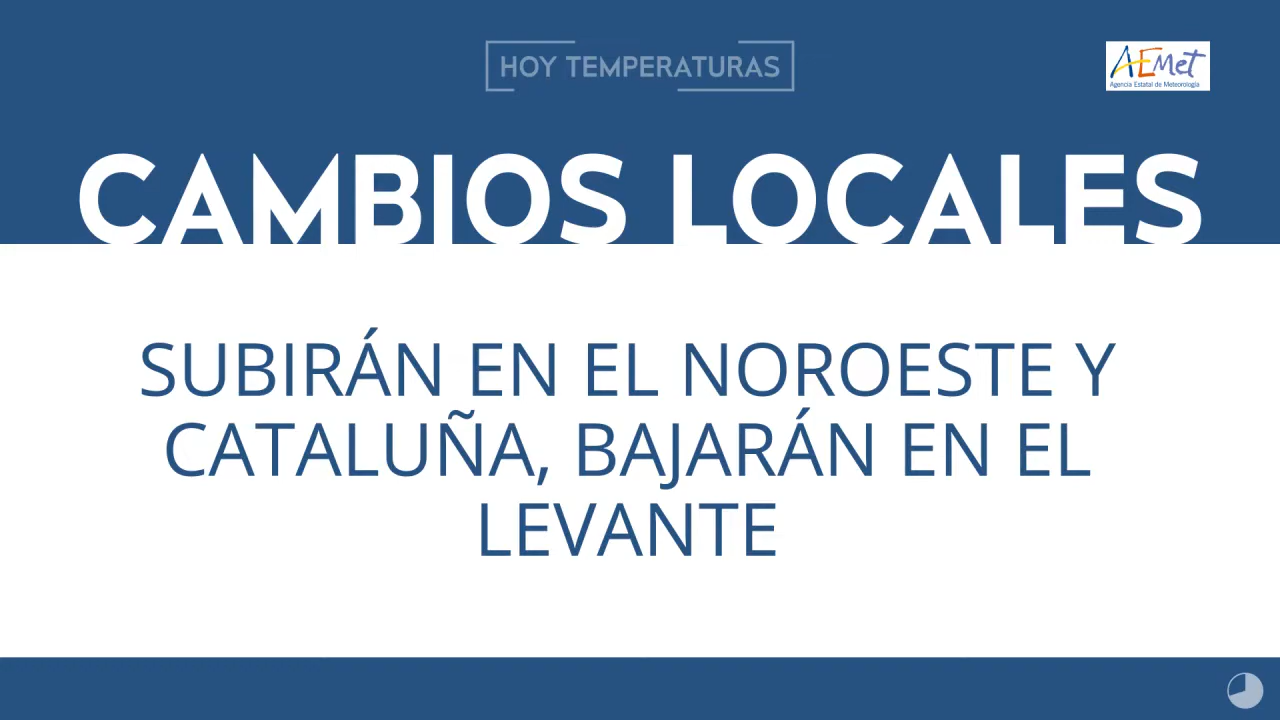 HOY TEMPERATURAS
AEMet
Agencia Estatal de Meteorología
CAMBIOS LOCALES
SUBIRÁN EN EL NOROESTE Y
CATALUÑA, BAJARÁN EN EL
LEVANTE